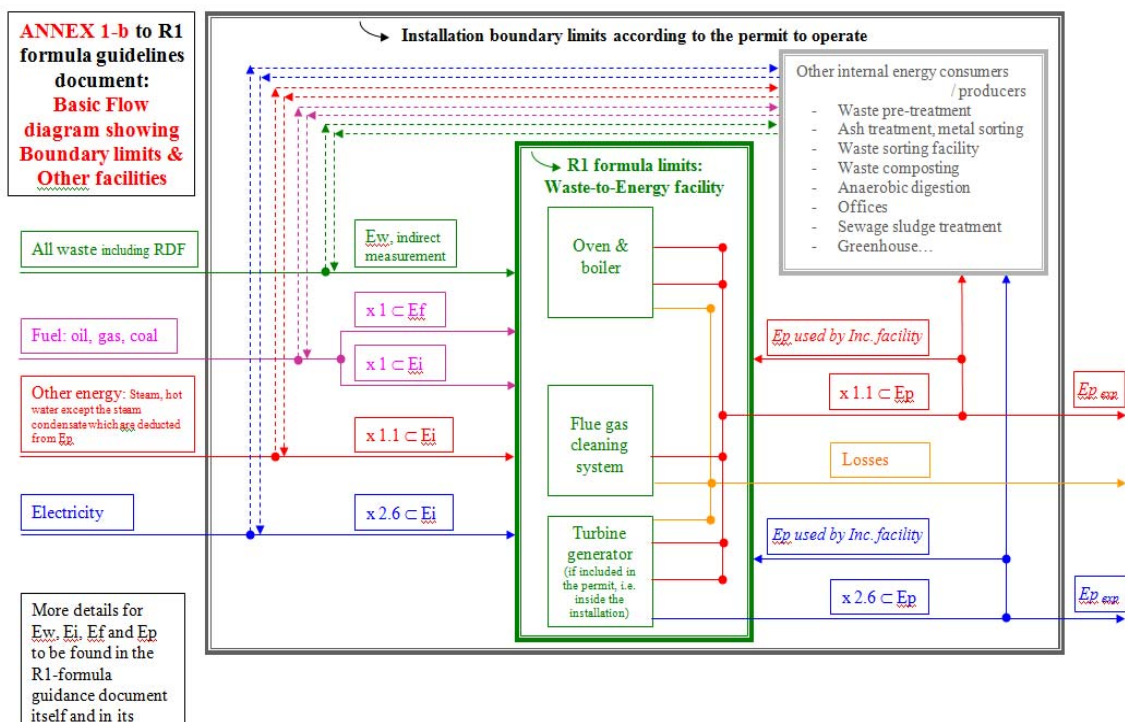 ANNEX 1-b to R1
formula guidelines
document:
Basic Flow
diagram showing
Boundary limits &
Other facilities
Installation boundary limits according to the permit to operate
Other internal energy consumers
/ producers
- Waste pre-treatment
- Ash treatment, metal sorting
- Waste sorting facility
- Waste composting
- Anaerobic digestion
- Offices
- Sewage sludge treatment
- Greenhouse…
R1 formula limits:
Waste-to-Energy facility
All waste including RDF
Ew, indirect
measurement
Oven &
boiler
Fuel: oil, gas, coal
x 1 ⊂ Ef
x 1 ⊂ Ei
Ep used by Inc. facility
Other energy: Steam, hot
water except the steam
condensate which are deducted
from Ep
x 1.1 ⊂ Ei
Flue gas
cleaning
system
x 1.1 ⊂ Ep
Ep exp
Losses
Electricity
x 2.6 ⊂ Ei
Turbine
generator
(if included in
the permit, i.e.
inside the
installation)
Ep used by Inc. facility
x 2.6 ⊂ Ep
Ep exp
More details for
Ew, Ei, Ef and Ep
to be found in the
R1-formula
guidance document
itself and in its